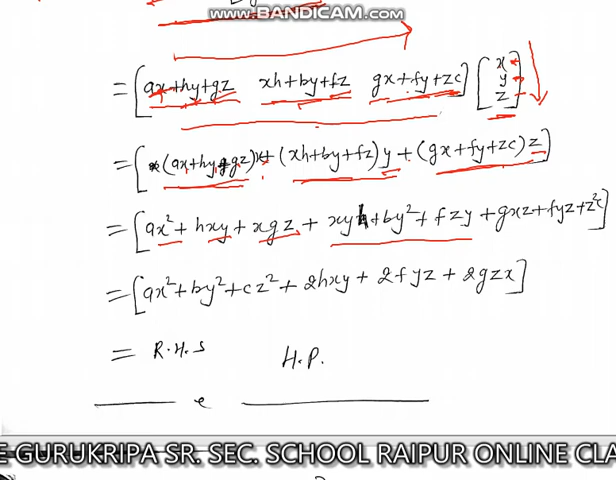 www.BANDICAM.com
= [ax+hy+gz xh+by+fz gx+fy+zc] [x
y
z]
= [(ax+hy+gz)x+(xh+by+fz)y+(gx+fy+zc)z]
= [ax²+hxy+xgz+xyh+by²+fzy+gxz+fyz+z²c]
= [ax²+by²+cz²+2hxy+2fyz+2gzx]
= R.H.S H.P.
E GURUKRIPA SR. SEC. SCHOOL RAIPUR ONLINE CLA